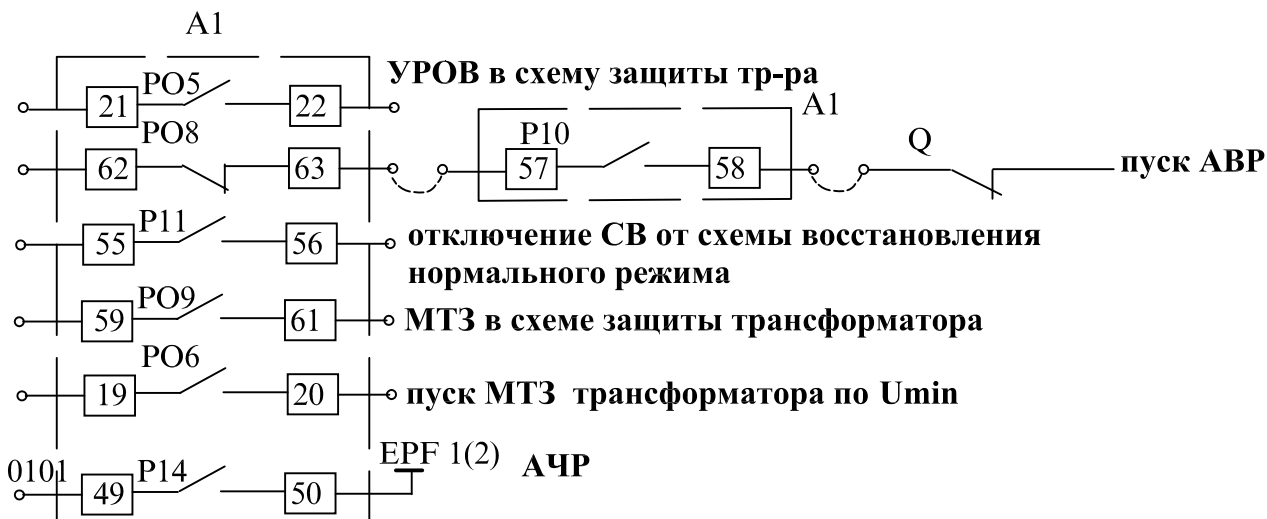 A1
УРОВ в схему защиты тр-ра
21 PO5 22
A1
62 PO8 63
57 P10 58
Q
пуск АВР
55 P11 56
отключение СВ от схемы восстановления
нормального режима
59 PO9 61
МТЗ в схеме защиты трансформатора
19 PO6 20
пуск МТЗ трансформатора по Umin
0101 49 P14 50
EPF 1(2)
АЧР